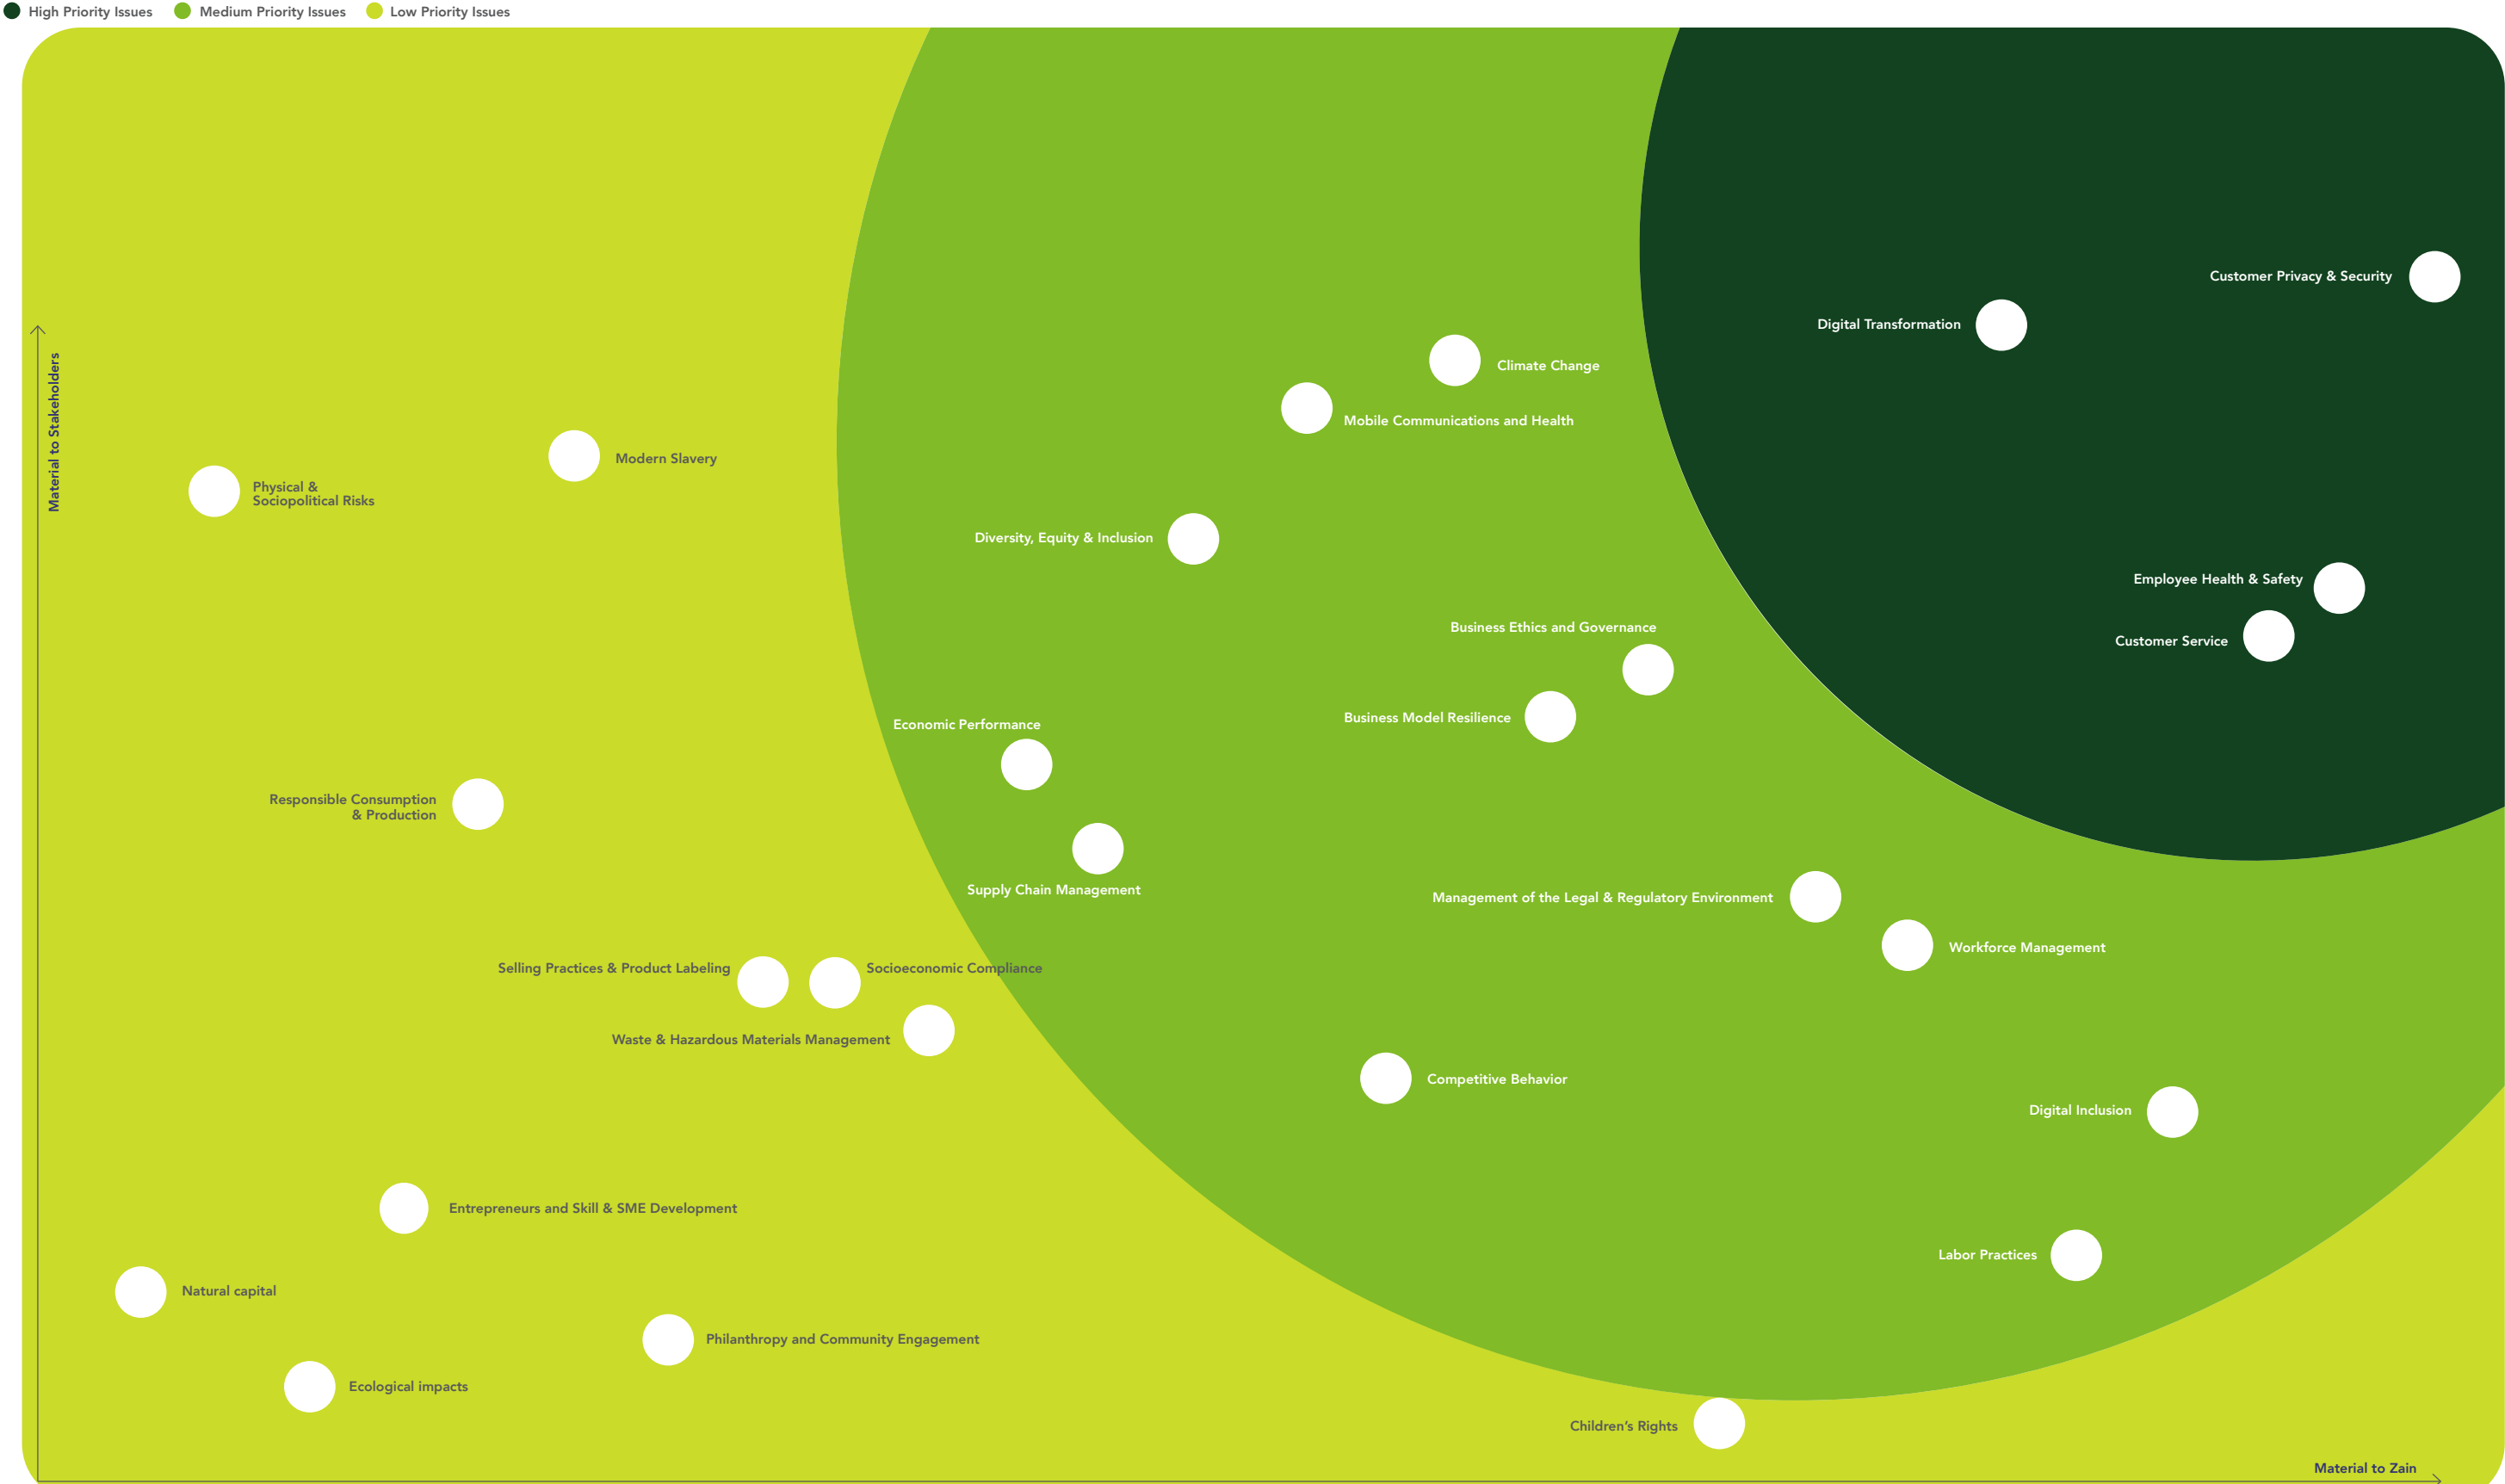 High Priority Issues
Medium Priority Issues
Low Priority Issues
Material to Stakeholders
Customer Privacy & Security
Digital Transformation
Climate Change
Mobile Communications and Health
Modern Slavery
Physical &
Sociopolitical Risks
Diversity, Equity & Inclusion
Employee Health & Safety
Business Ethics and Governance
Customer Service
Business Model Resilience
Economic Performance
Responsible Consumption
& Production
Supply Chain Management
Management of the Legal & Regulatory Environment
Workforce Management
Selling Practices & Product Labeling
Socioeconomic Compliance
Waste & Hazardous Materials Management
Competitive Behavior
Digital Inclusion
Entrepreneurs and Skill & SME Development
Labor Practices
Natural capital
Philanthropy and Community Engagement
Ecological impacts
Children’s Rights
Material to Zain